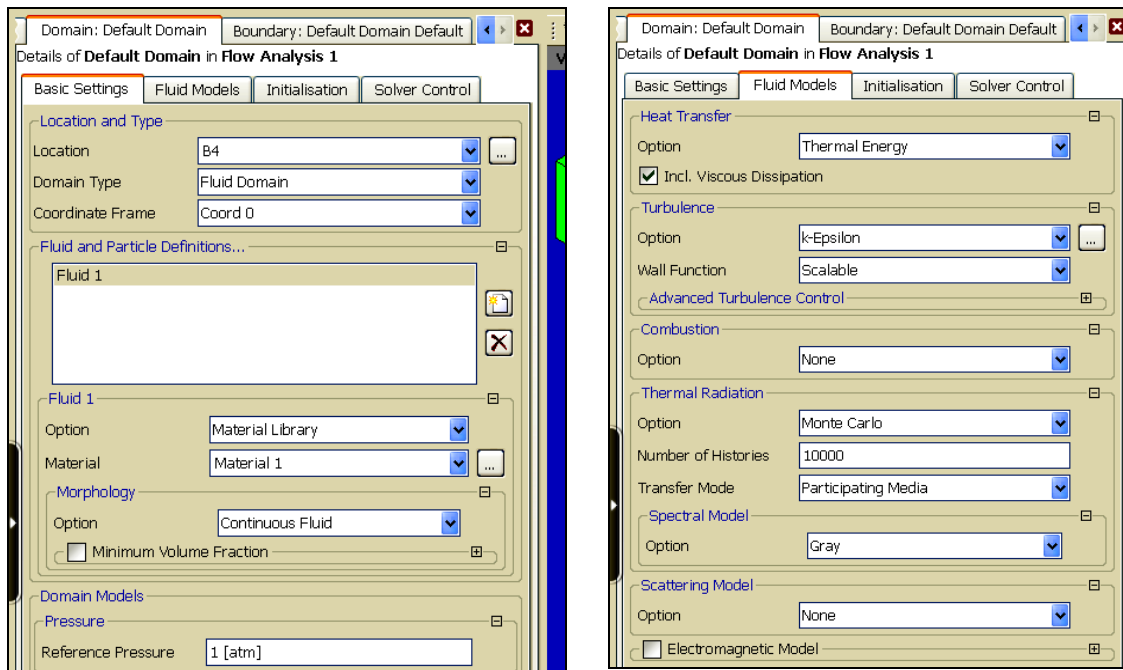 Domain: Default Domain Boundary: Default Domain Default
Details of Default Domain in Flow Analysis 1
Basic Settings Fluid Models Initialisation Solver Control
Location and Type
Location B4 ...
Domain Type Fluid Domain
Coordinate Frame Coord 0
Fluid and Particle Definitions...
Fluid 1
Fluid 1
Option Material Library
Material Material 1 ...
Morphology
Option Continuous Fluid
Minimum Volume Fraction
Domain Models
Pressure
Reference Pressure 1 [atm]
Domain: Default Domain Boundary: Default Domain Default
Details of Default Domain in Flow Analysis 1
Basic Settings Fluid Models Initialisation Solver Control
Heat Transfer
Option Thermal Energy
Incl. Viscous Dissipation
Turbulence
Option k-Epsilon ...
Wall Function Scalable
Advanced Turbulence Control
Combustion
Option None
Thermal Radiation
Option Monte Carlo
Number of Histories 10000
Transfer Mode Participating Media
Spectral Model
Option Gray
Scattering Model
Option None
Electromagnetic Model